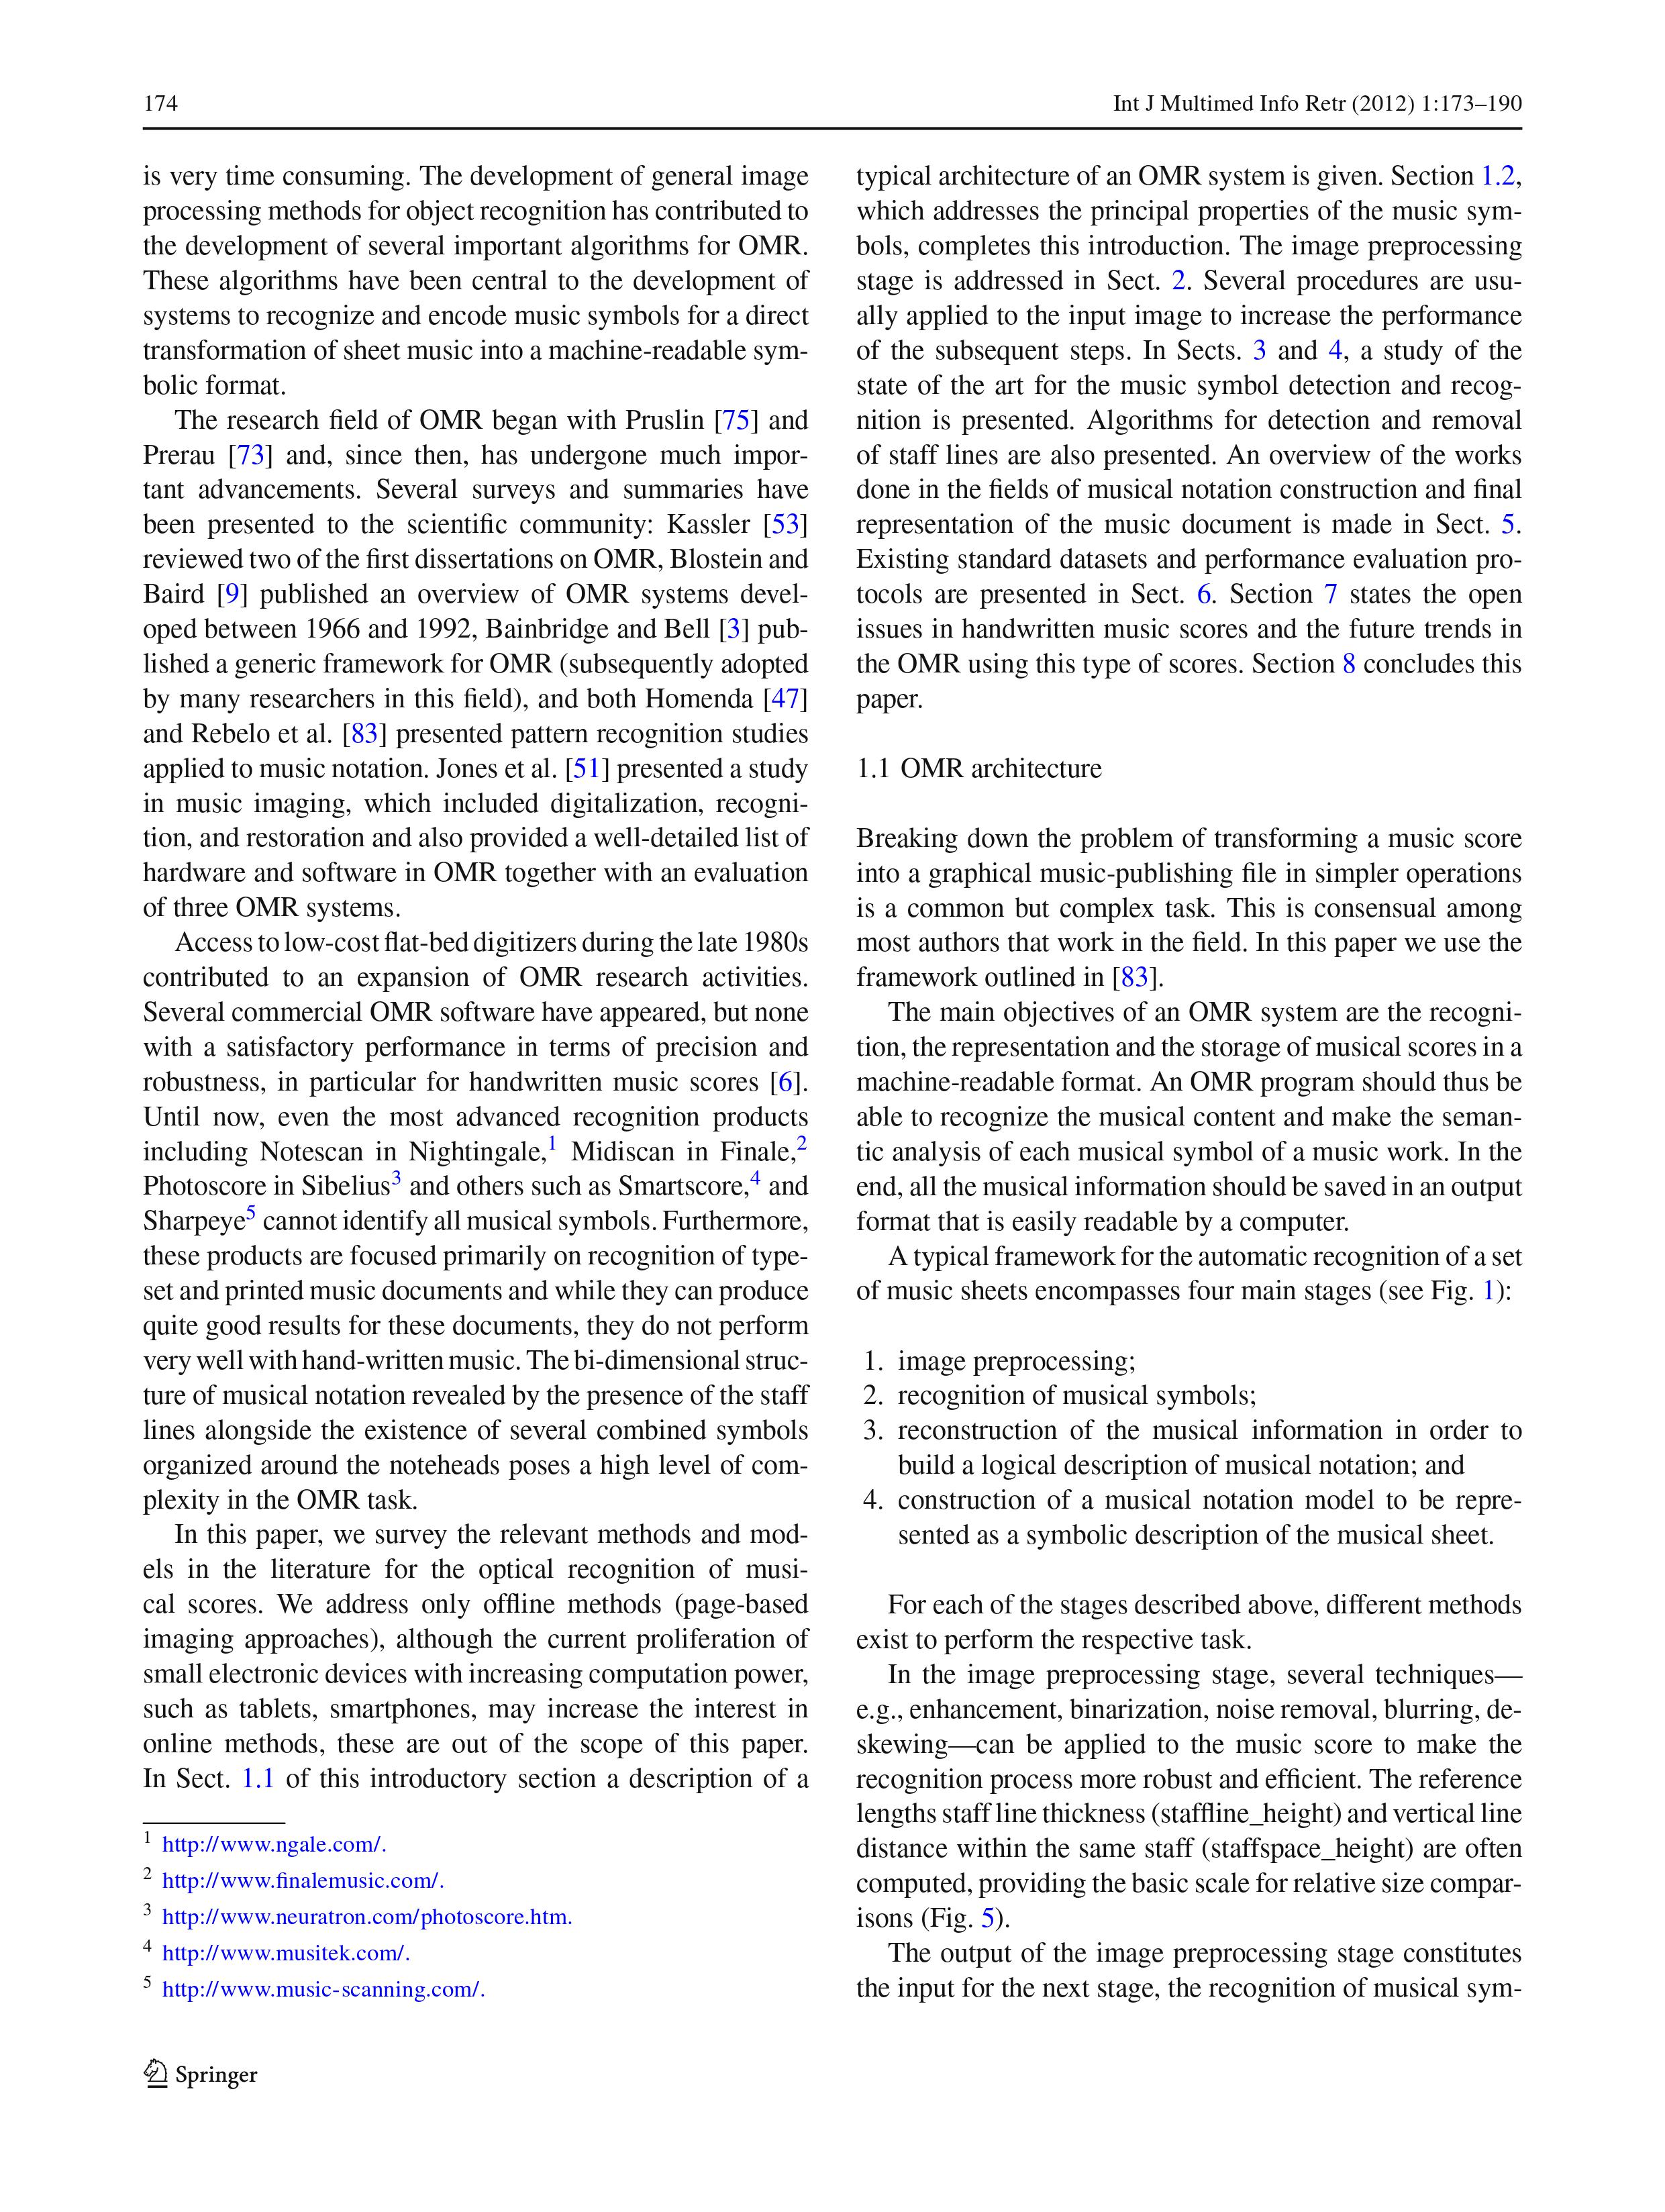 174
Int J Multimed Info Retr (2012) 1:173–190
is very time consuming. The development of general image
processing methods for object recognition has contributed to
the development of several important algorithms for OMR.
These algorithms have been central to the development of
systems to recognize and encode music symbols for a direct
transformation of sheet music into a machine-readable sym-
bolic format.
The research field of OMR began with Pruslin [75] and
Prerau [73] and, since then, has undergone much impor-
tant advancements. Several surveys and summaries have
been presented to the scientific community: Kassler [53]
reviewed two of the first dissertations on OMR, Blostein and
Baird [9] published an overview of OMR systems devel-
oped between 1966 and 1992, Bainbridge and Bell [3] pub-
lished a generic framework for OMR (subsequently adopted
by many researchers in this field), and both Homenda [47]
and Rebelo et al. [83] presented pattern recognition studies
applied to music notation. Jones et al. [51] presented a study
in music imaging, which included digitalization, recogni-
tion, and restoration and also provided a well-detailed list of
hardware and software in OMR together with an evaluation
of three OMR systems.
Access to low-cost flat-bed digitizers during the late 1980s
contributed to an expansion of OMR research activities.
Several commercial OMR software have appeared, but none
with a satisfactory performance in terms of precision and
robustness, in particular for handwritten music scores [6].
Until now, even the most advanced recognition products
including Notescan in Nightingale,1 Midiscan in Finale,2
Photoscore in Sibelius3 and others such as Smartscore,4 and
Sharpeye5 cannot identify all musical symbols. Furthermore,
these products are focused primarily on recognition of type-
set and printed music documents and while they can produce
quite good results for these documents, they do not perform
very well with hand-written music. The bi-dimensional struc-
ture of musical notation revealed by the presence of the staff
lines alongside the existence of several combined symbols
organized around the noteheads poses a high level of com-
plexity in the OMR task.
In this paper, we survey the relevant methods and mod-
els in the literature for the optical recognition of musi-
cal scores. We address only offline methods (page-based
imaging approaches), although the current proliferation of
small electronic devices with increasing computation power,
such as tablets, smartphones, may increase the interest in
online methods, these are out of the scope of this paper.
In Sect. 1.1 of this introductory section a description of a
1 http://www.ngale.com/.
2 http://www.finalemusic.com/.
3 http://www.neuratron.com/photoscore.htm.
4 http://www.musitek.com/.
5 http://www.music-scanning.com/.
typical architecture of an OMR system is given. Section 1.2,
which addresses the principal properties of the music sym-
bols, completes this introduction. The image preprocessing
stage is addressed in Sect. 2. Several procedures are usu-
ally applied to the input image to increase the performance
of the subsequent steps. In Sects. 3 and 4, a study of the
state of the art for the music symbol detection and recog-
nition is presented. Algorithms for detection and removal
of staff lines are also presented. An overview of the works
done in the fields of musical notation construction and final
representation of the music document is made in Sect. 5.
Existing standard datasets and performance evaluation pro-
tocols are presented in Sect. 6. Section 7 states the open
issues in handwritten music scores and the future trends in
the OMR using this type of scores. Section 8 concludes this
paper.
1.1 OMR architecture
Breaking down the problem of transforming a music score
into a graphical music-publishing file in simpler operations
is a common but complex task. This is consensual among
most authors that work in the field. In this paper we use the
framework outlined in [83].
The main objectives of an OMR system are the recogni-
tion, the representation and the storage of musical scores in a
machine-readable format. An OMR program should thus be
able to recognize the musical content and make the seman-
tic analysis of each musical symbol of a music work. In the
end, all the musical information should be saved in an output
format that is easily readable by a computer.
A typical framework for the automatic recognition of a set
of music sheets encompasses four main stages (see Fig. 1):
1. image preprocessing;
2. recognition of musical symbols;
3. reconstruction of the musical information in order to
build a logical description of musical notation; and
4. construction of a musical notation model to be repre-
sented as a symbolic description of the musical sheet.
For each of the stages described above, different methods
exist to perform the respective task.
In the image preprocessing stage, several techniques—
e.g., enhancement, binarization, noise removal, blurring, de-
skewing—can be applied to the music score to make the
recognition process more robust and efficient. The reference
lengths staff line thickness (staffline_height) and vertical line
distance within the same staff (staffspace_height) are often
computed, providing the basic scale for relative size compar-
isons (Fig. 5).
The output of the image preprocessing stage constitutes
the input for the next stage, the recognition of musical sym-
Springer